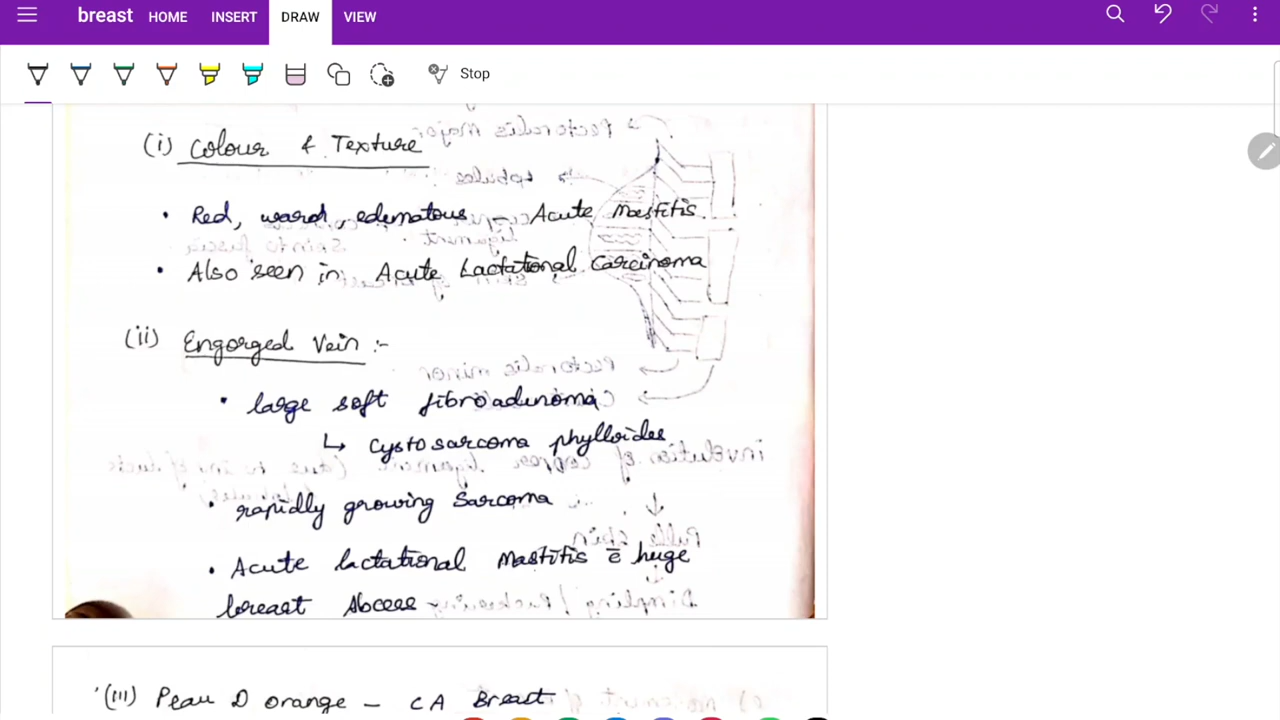 breast HOME INSERT DRAW VIEW
Stop
(i) Colour & Texture
• Red, warm, edematous – Acute Mastitis
• Also seen in Acute Lactational Carcinoma
(ii) Engorged Vein :-
• large soft fibroadenoma
↳ cystosarcoma phylloides
• rapidly growing Sarcoma
• Acute lactational Mastitis c̄ huge
breast Abcess
(III) Peau D orange – CA Breast